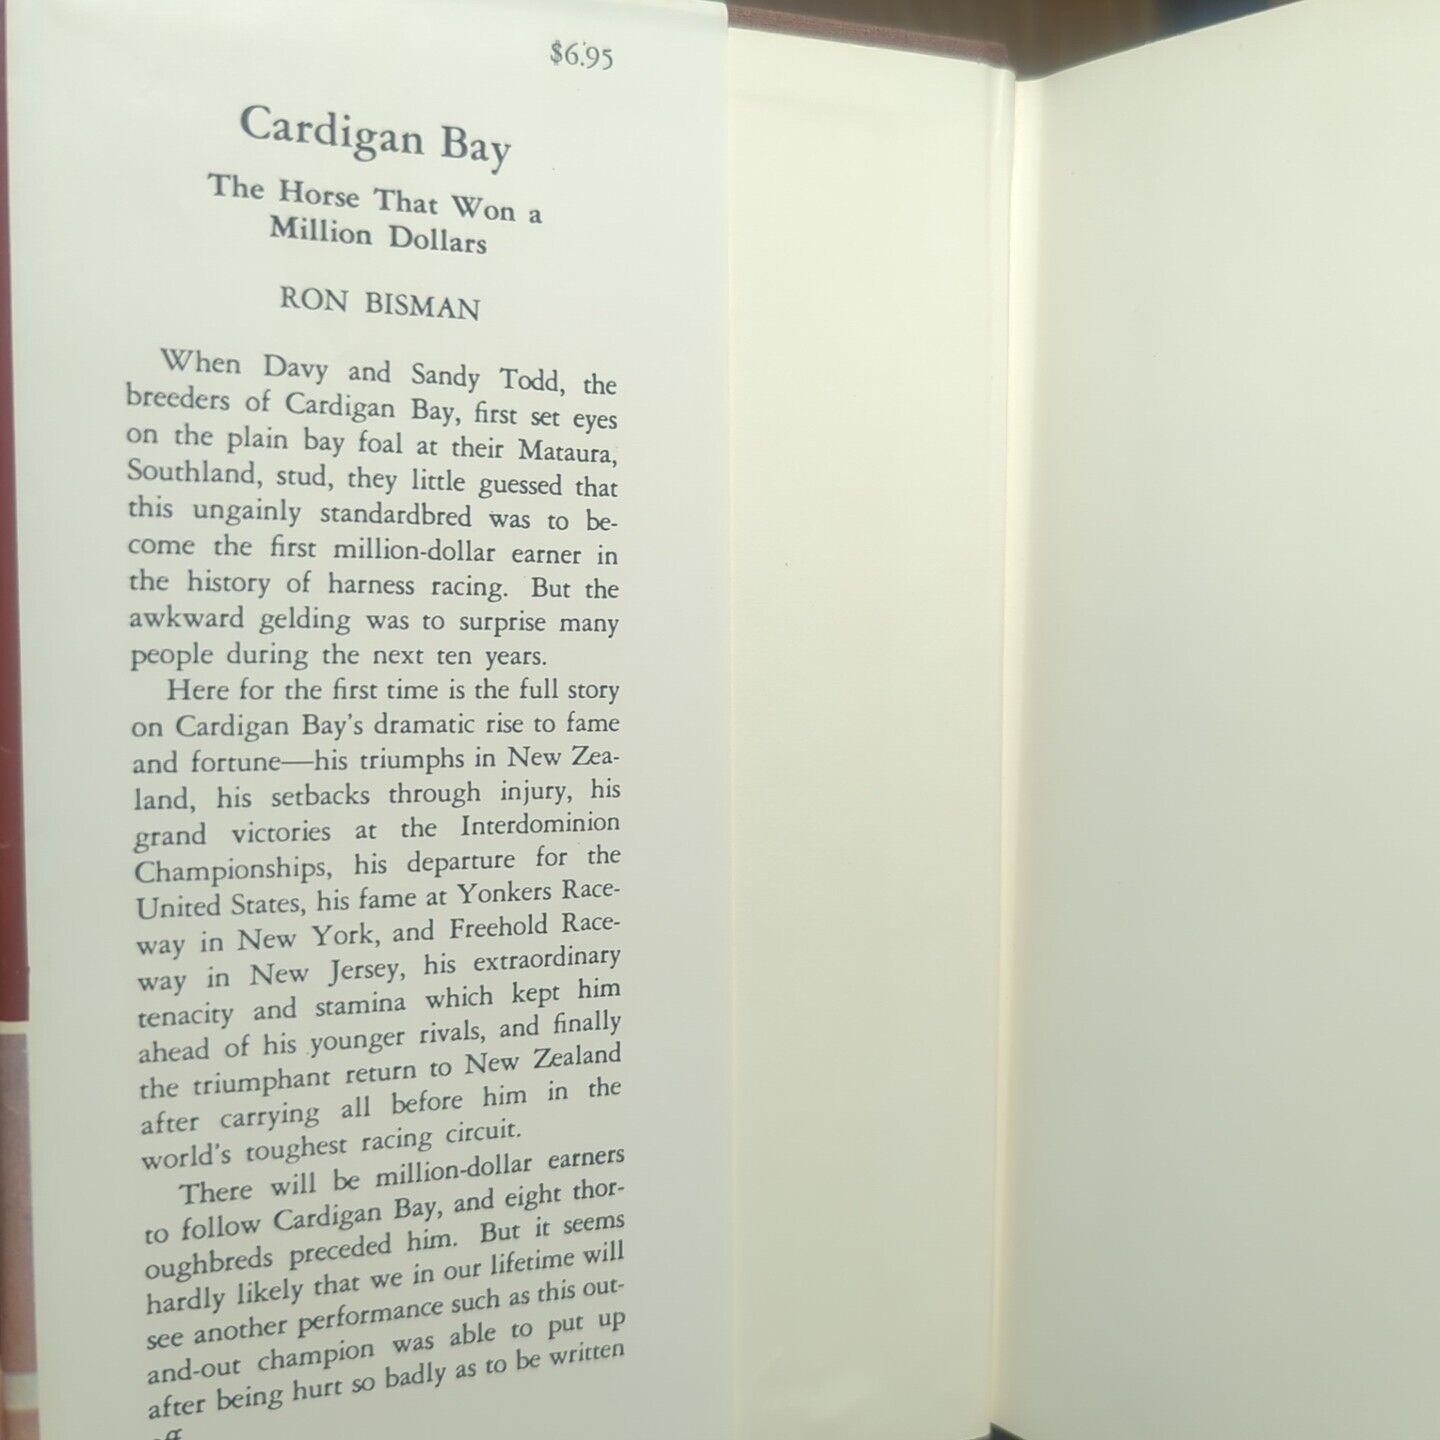 $6.95
Cardigan Bay
The Horse That Won a
Million Dollars
RON BISMAN
When Davy and Sandy Todd, the
breeders of Cardigan Bay, first set eyes
on the plain bay foal at their Mataura,
Southland, stud, they little guessed that
this ungainly standardbred was to be-
come the first million-dollar earner in
the history of harness racing. But the
awkward gelding was to surprise many
people during the next ten years.
Here for the first time is the full story
on Cardigan Bay's dramatic rise to fame
and fortune—his triumphs in New Zea-
land, his setbacks through injury, his
grand victories at the Interdominion
Championships, his departure for the
United States, his fame at Yonkers Race-
way in New York, and Freehold Race-
way in New Jersey, his extraordinary
tenacity and stamina which kept him
ahead of his younger rivals, and finally
the triumphant return to New Zealand
after carrying all before him in the
world's toughest racing circuit.
There will be million-dollar earners
to follow Cardigan Bay, and eight thor-
oughbreds preceded him. But it seems
hardly likely that we in our lifetime will
see another performance such as this out-
and-out champion was able to put up
after being hurt so badly as to be written
off